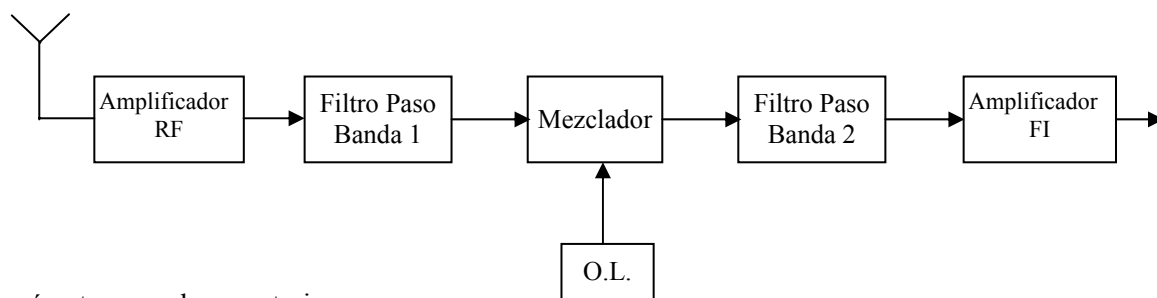 Amplificador
RF
Filtro Paso
Banda 1
Mezclador
Filtro Paso
Banda 2
Amplificador
FI
O.L.